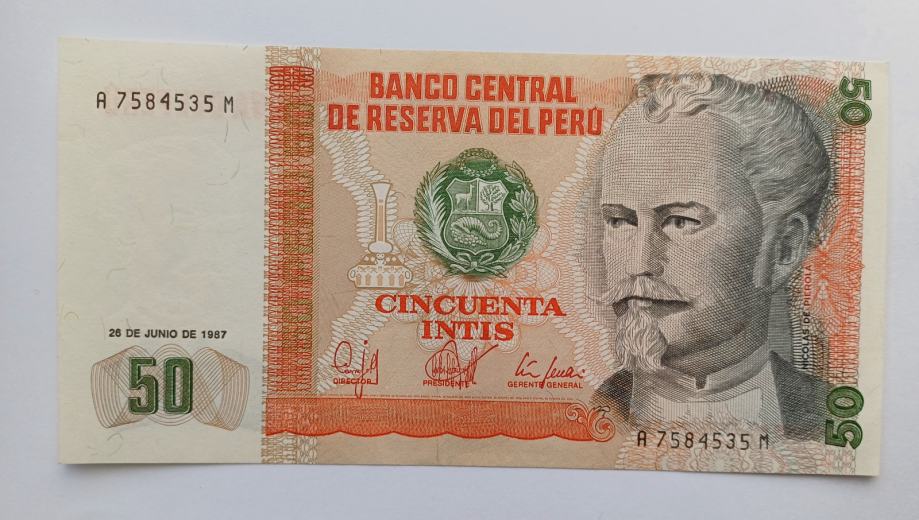 A 7584535 M
BANCO CENTRAL
DE RESERVA DEL PERÚ
50
CINCUENTA
INTIS
26 DE JUNIO DE 1987
50
DIRECTOR
PRESIDENTE
GERENTE GENERAL
NICOLAS DE PIEROLA
A 7584535 M
50